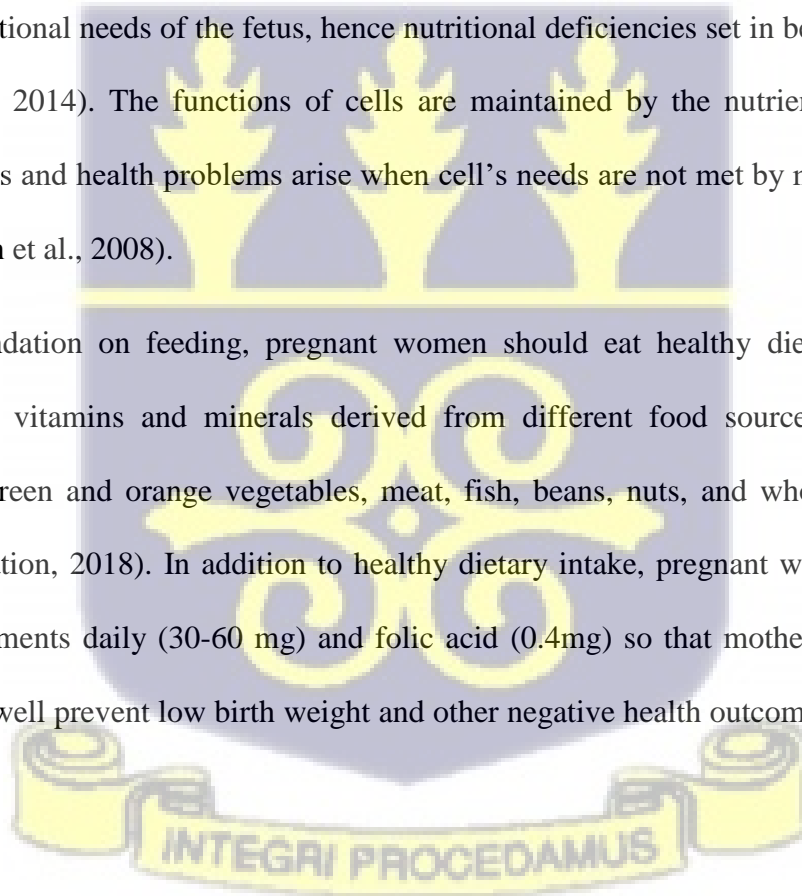 tional needs of the fetus, hence nutritional deficiencies set in
2014). The functions of cells are maintained by the nutrien
s and health problems arise when cell’s needs are not met by
et al., 2008).
dation on feeding, pregnant women should eat healthy die
vitamins and minerals derived from different food source
reen and orange vegetables, meat, fish, beans, nuts, and who
tion, 2018). In addition to healthy dietary intake, pregnant w
ments daily (30-60 mg) and folic acid (0.4mg) so that mothe
well prevent low birth weight and other negative health outcom
INTEGRI PROCEDAMUS